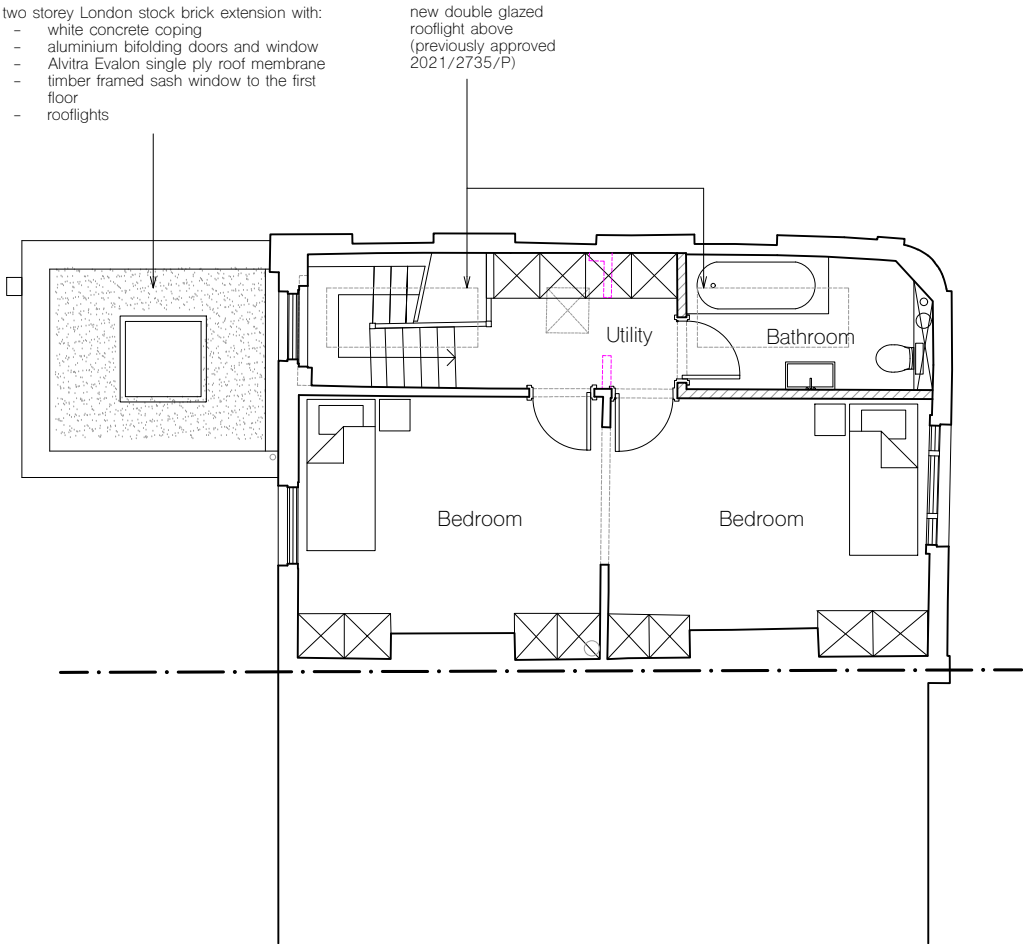 two storey London stock brick extension with:
- white concrete coping
- aluminium bifolding doors and window
- Alvitra Evalon single ply roof membrane
- timber framed sash window to the first
floor
- rooflights
new double glazed
rooflight above
(previously approved
2021/2735/P)
Utility
Bathroom
Bedroom
Bedroom